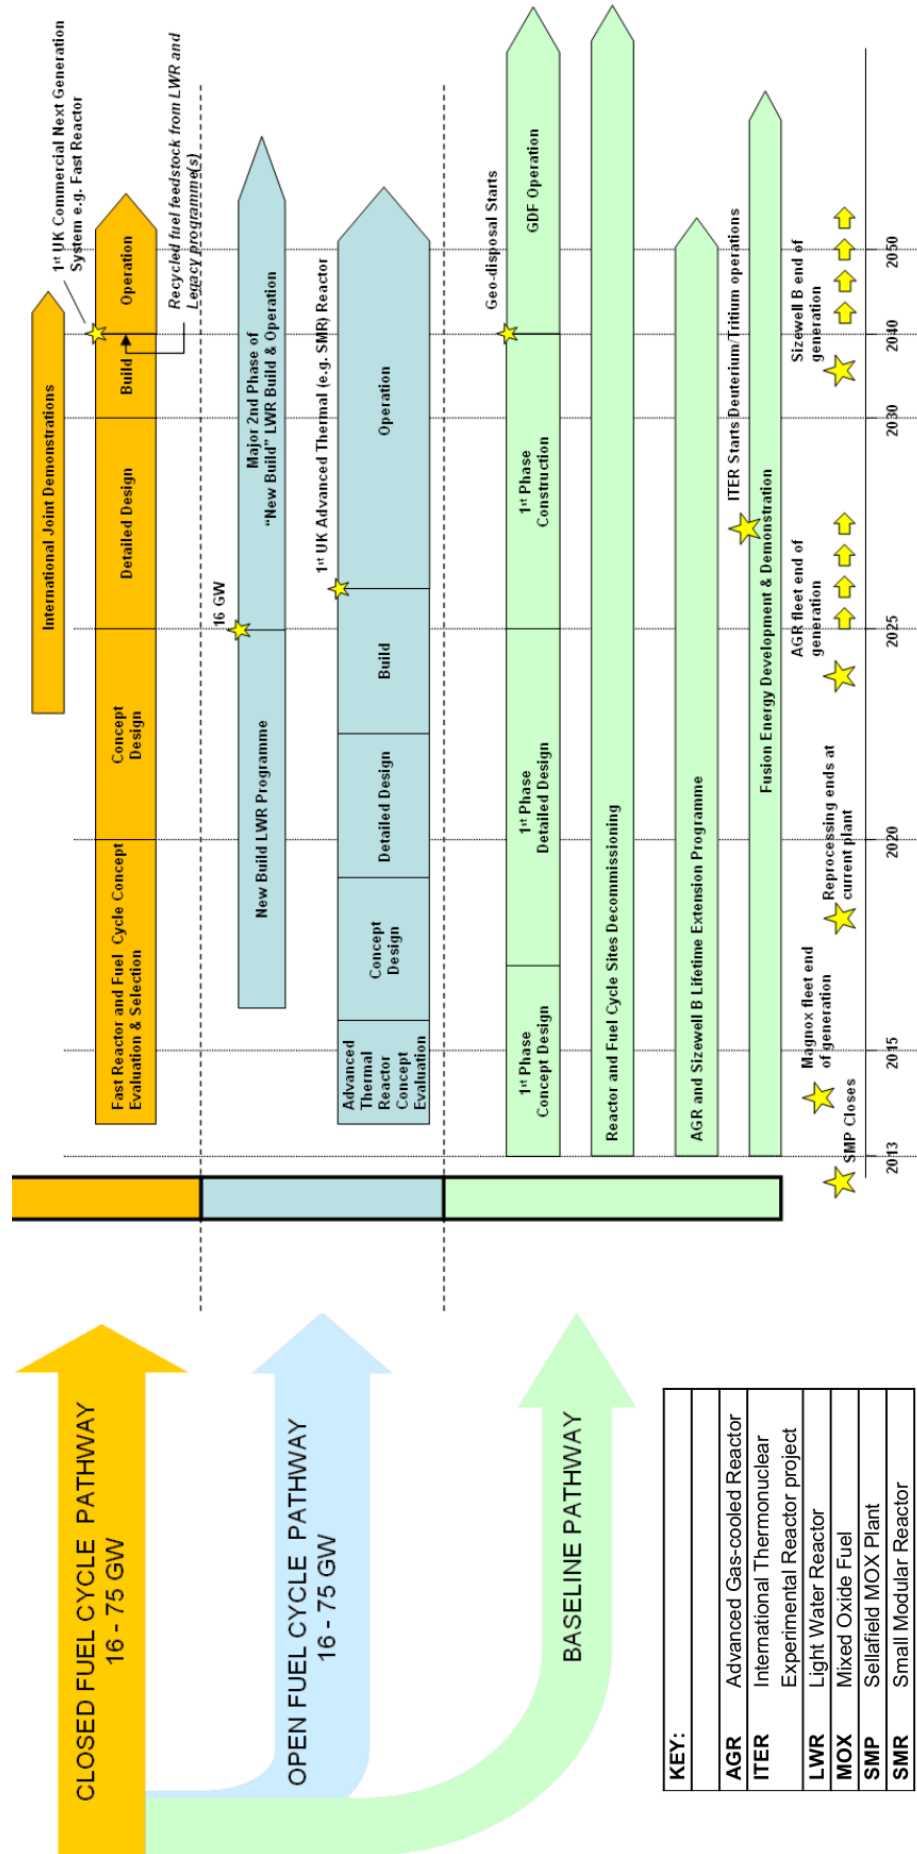 CLOSED FUEL CYCLE PATHWAY
16 - 75 GW
OPEN FUEL CYCLE PATHWAY
16 - 75 GW
BASELINE PATHWAY
International Joint Demonstrations
1st UK Commercial Next Generation
System e.g. Fast Reactor
Fast Reactor and Fuel Cycle Concept
Evaluation & Selection
Concept
Design
Detailed Design
Build
Operation
Recycled fuel feedstock from LWR and
Legacy programme(s)
16 GW
New Build LWR Programme
Major 2nd Phase of
"New Build" LWR Build & Operation
1st UK Advanced Thermal (e.g. SMR) Reactor
Advanced
Thermal
Reactor
Concept
Evaluation
Concept
Design
Detailed Design
Build
Operation
Geo-disposal Starts
1st Phase
Concept Design
1st Phase
Detailed Design
1st Phase
Construction
GDF Operation
Reactor and Fuel Cycle Sites Decommissioning
AGR and Sizewell B Lifetime Extension Programme
ITER Starts Deuterium/Tritium operations
Fusion Energy Development & Demonstration
SMP Closes
Magnox fleet end
of generation
Reprocessing ends at
current plant
AGR fleet end of
generation
Sizewell B end of
generation
2013
2015
2020
2025
2030
2040
2050
KEY:
AGR Advanced Gas-cooled Reactor
ITER International Thermonuclear
Experimental Reactor project
LWR Light Water Reactor
MOX Mixed Oxide Fuel
SMP Sellafield MOX Plant
SMR Small Modular Reactor